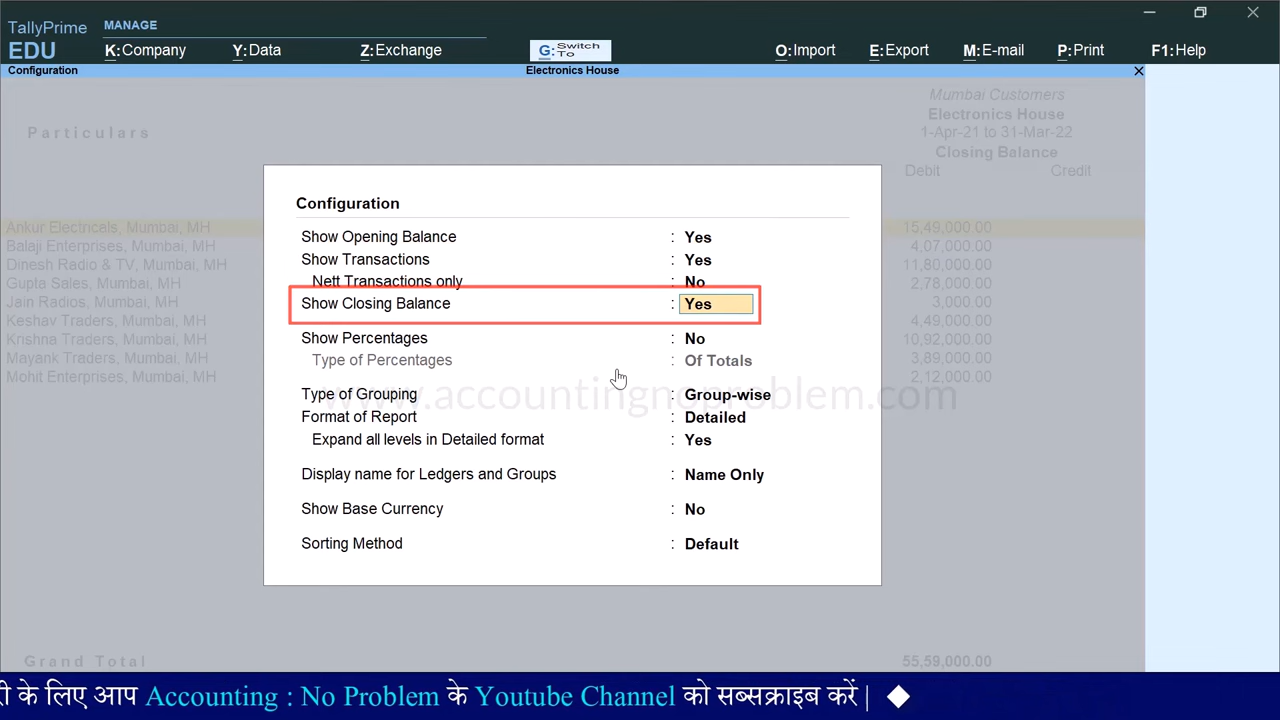 TallyPrime
MANAGE
EDU
K:Company Y:Data Z:Exchange G:Switch To O:Import E:Export M:E-mail P:Print F1:Help
Configuration Electronics House
Mumbai Customers
Particulars Electronics House
1-Apr-21 to 31-Mar-22
Closing Balance
Debit Credit
Configuration
Show Opening Balance : Yes
Show Transactions : Yes
Nett Transactions only : No
Show Closing Balance : Yes
Show Percentages : No
Type of Percentages : Of Totals
Type of Grouping : Group-wise
Format of Report : Detailed
Expand all levels in Detailed format : Yes
Display name for Ledgers and Groups : Name Only
Show Base Currency : No
Sorting Method : Default
Ankur Electricals, Mumbai, MH 15,49,000.00
Balaji Enterprises, Mumbai, MH 4,07,000.00
Dinesh Radio & TV, Mumbai, MH 11,80,000.00
Gupta Sales, Mumbai, MH 2,78,000.00
Jain Radios, Mumbai, MH 3,000.00
Keshav Traders, Mumbai, MH 4,49,000.00
Krishna Traders, Mumbai, MH 10,92,000.00
Mayank Traders, Mumbai, MH 3,89,000.00
Mohit Enterprises, Mumbai, MH 2,12,000.00
www.accountingnoproblem.com
Grand Total 55,59,000.00
के लिए आप Accounting : No Problem के Youtube Channel को सब्सक्राइब करें |